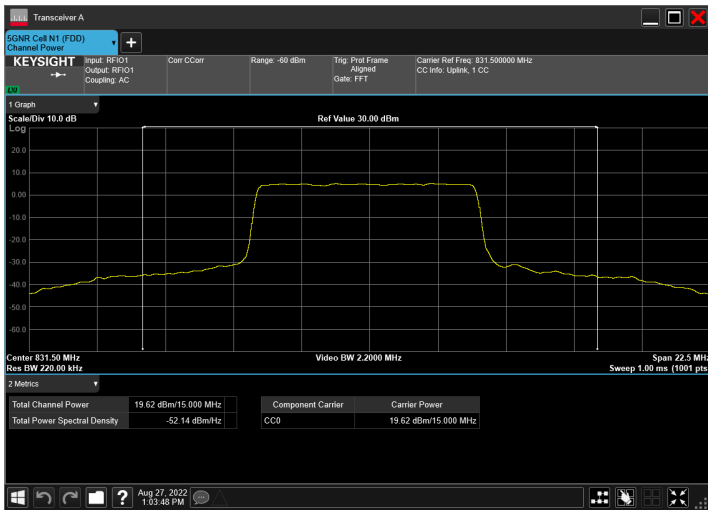 Transceiver A
5GNR Cell N1 (FDD)
Channel Power
+
KEYSIGHT
Input: RFIO1
Output: RFIO1
Coupling: AC
Corr CCorr
Range: -60 dBm
Trig: Prot Frame
Aligned
Gate: FFT
Carrier Ref Freq: 831.500000 MHz
CC Info: Uplink, 1 CC
LXI
1 Graph
Scale/Div 10.0 dB
Ref Value 30.00 dBm
Log
20.0
10.0
0.00
-10.0
-20.0
-30.0
-40.0
-50.0
-60.0
Center 831.50 MHz
Video BW 2.2000 MHz
Span 22.5 MHz
Res BW 220.00 kHz
Sweep 1.00 ms (1001 pts
2 Metrics
Total Channel Power 19.62 dBm/15.000 MHz
Total Power Spectral Density -52.14 dBm/Hz
Component Carrier Carrier Power
CC0 19.62 dBm/15.000 MHz
?
Aug 27, 2022
1:03:48 PM